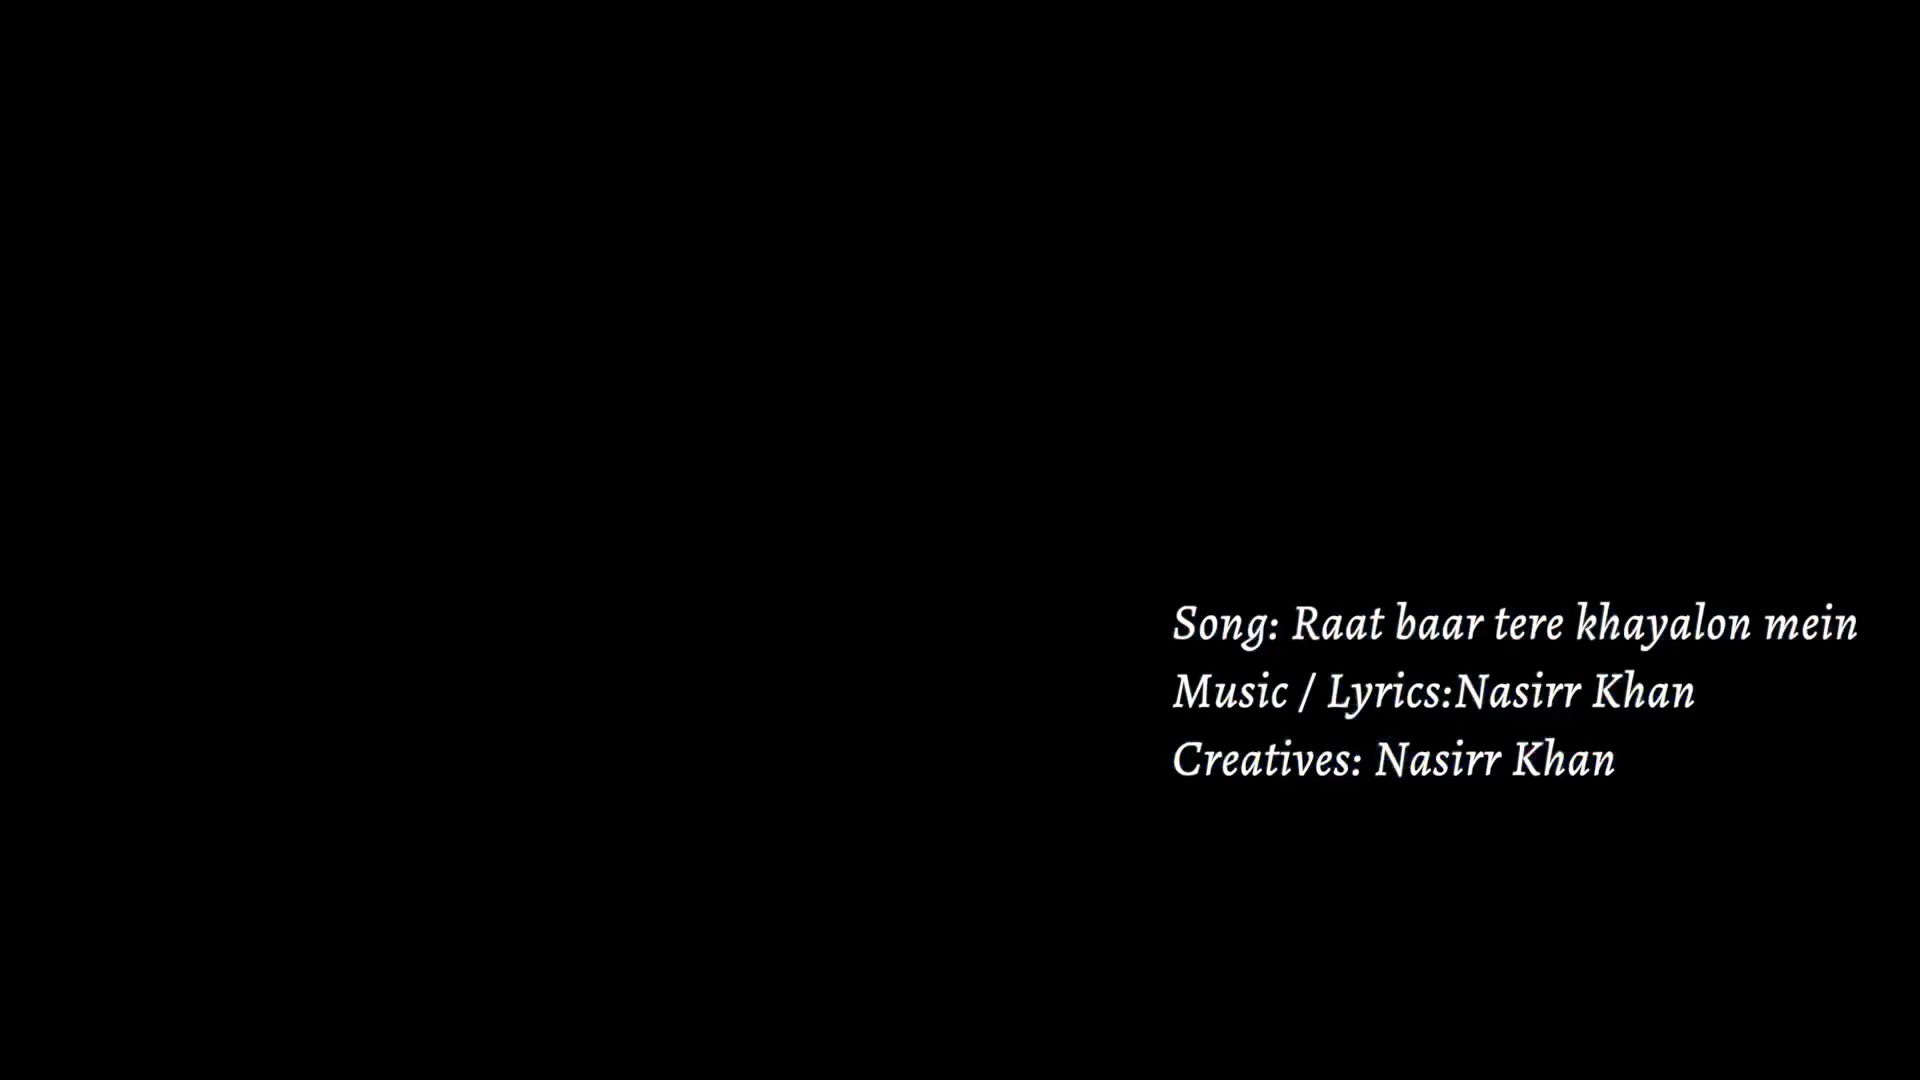 Song: Raat baar tere khayalon mein
Music / Lyrics:Nasirr Khan
Creatives: Nasirr Khan